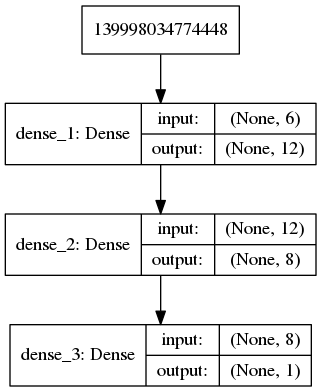 139998034774448
dense_1: Dense
input:
(None, 6)
output:
(None, 12)
dense_2: Dense
input:
(None, 12)
output:
(None, 8)
dense_3: Dense
input:
(None, 8)
output:
(None, 1)